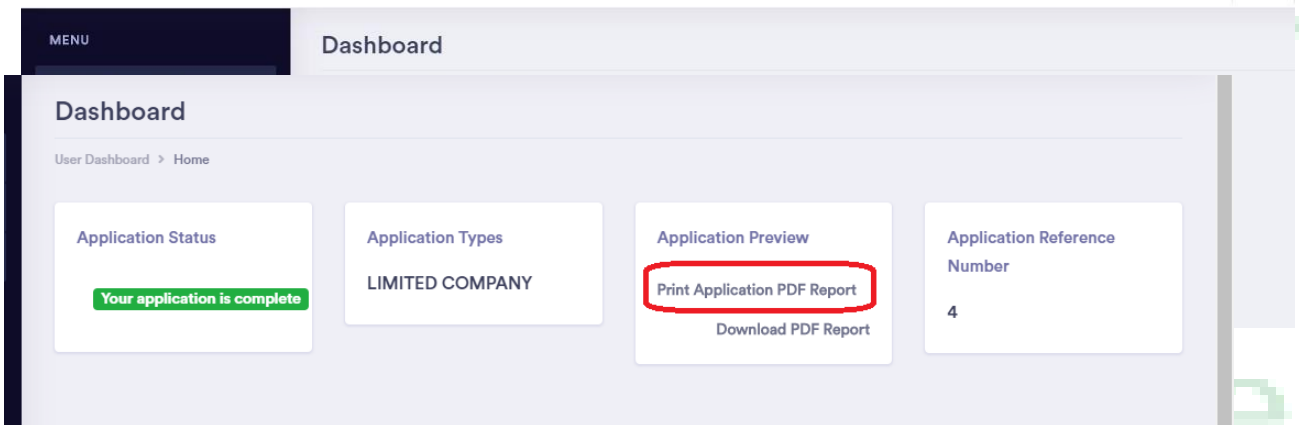 MENU
Dashboard
Dashboard
User Dashboard > Home
Application Status
Your application is complete
Application Types
LIMITED COMPANY
Application Preview
Print Application PDF Report
Download PDF Report
Application Reference
Number
4